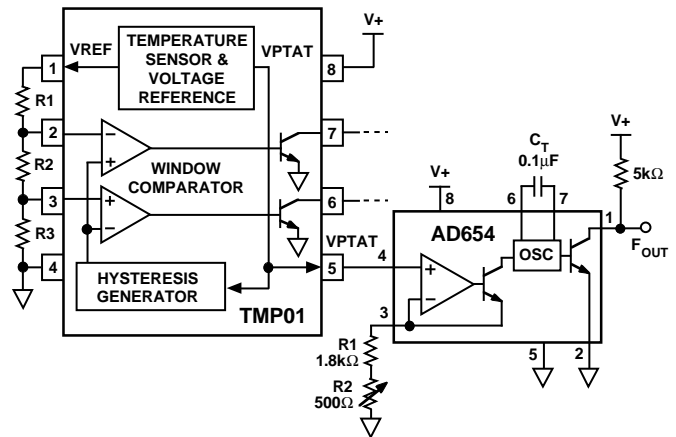 TEMPERATURE
SENSOR &
VOLTAGE
REFERENCE
VREF
VPTAT
1
2
3
4
R1
R2
R3
WINDOW
COMPARATOR
HYSTERESIS
GENERATOR
TMP01
8
V+
7
6
VPTAT
5
4
3
R1
1.8kΩ
R2
500Ω
V+
8
AD654
CT
0.1μF
6
7
OSC
V+
5kΩ
1
FOUT
5
2